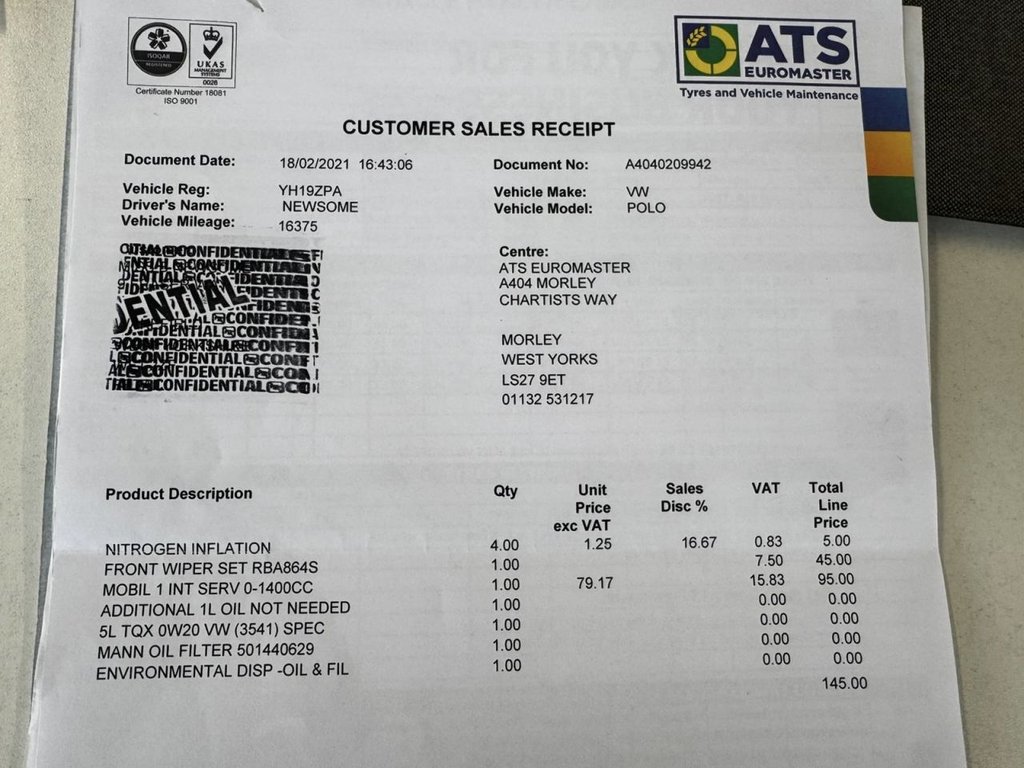 ISOQAR
REGISTERED
UKAS
MANAGEMENT
SYSTEMS
0026
Certificate Number 18081
ISO 9001
ATS
EUROMASTER
Tyres and Vehicle Maintenance
CUSTOMER SALES RECEIPT
Document Date: 18/02/2021 16:43:06 Document No: A4040209942
Vehicle Reg: YH19ZPA Vehicle Make: VW
Driver's Name: NEWSOME Vehicle Model: POLO
Vehicle Mileage: 16375
CONFIDENTIAL
Centre:
ATS EUROMASTER
A404 MORLEY
CHARTISTS WAY
MORLEY
WEST YORKS
LS27 9ET
01132 531217
Product Description Qty Unit Price exc VAT Sales Disc % VAT Total Line Price
NITROGEN INFLATION 4.00 1.25 16.67 0.83 5.00
FRONT WIPER SET RBA864S 1.00 7.50 45.00
MOBIL 1 INT SERV 0-1400CC 1.00 79.17 15.83 95.00
ADDITIONAL 1L OIL NOT NEEDED 1.00 0.00 0.00
5L TQX 0W20 VW (3541) SPEC 1.00 0.00 0.00
MANN OIL FILTER 501440629 1.00 0.00 0.00
ENVIRONMENTAL DISP -OIL & FIL 1.00 0.00 0.00
145.00